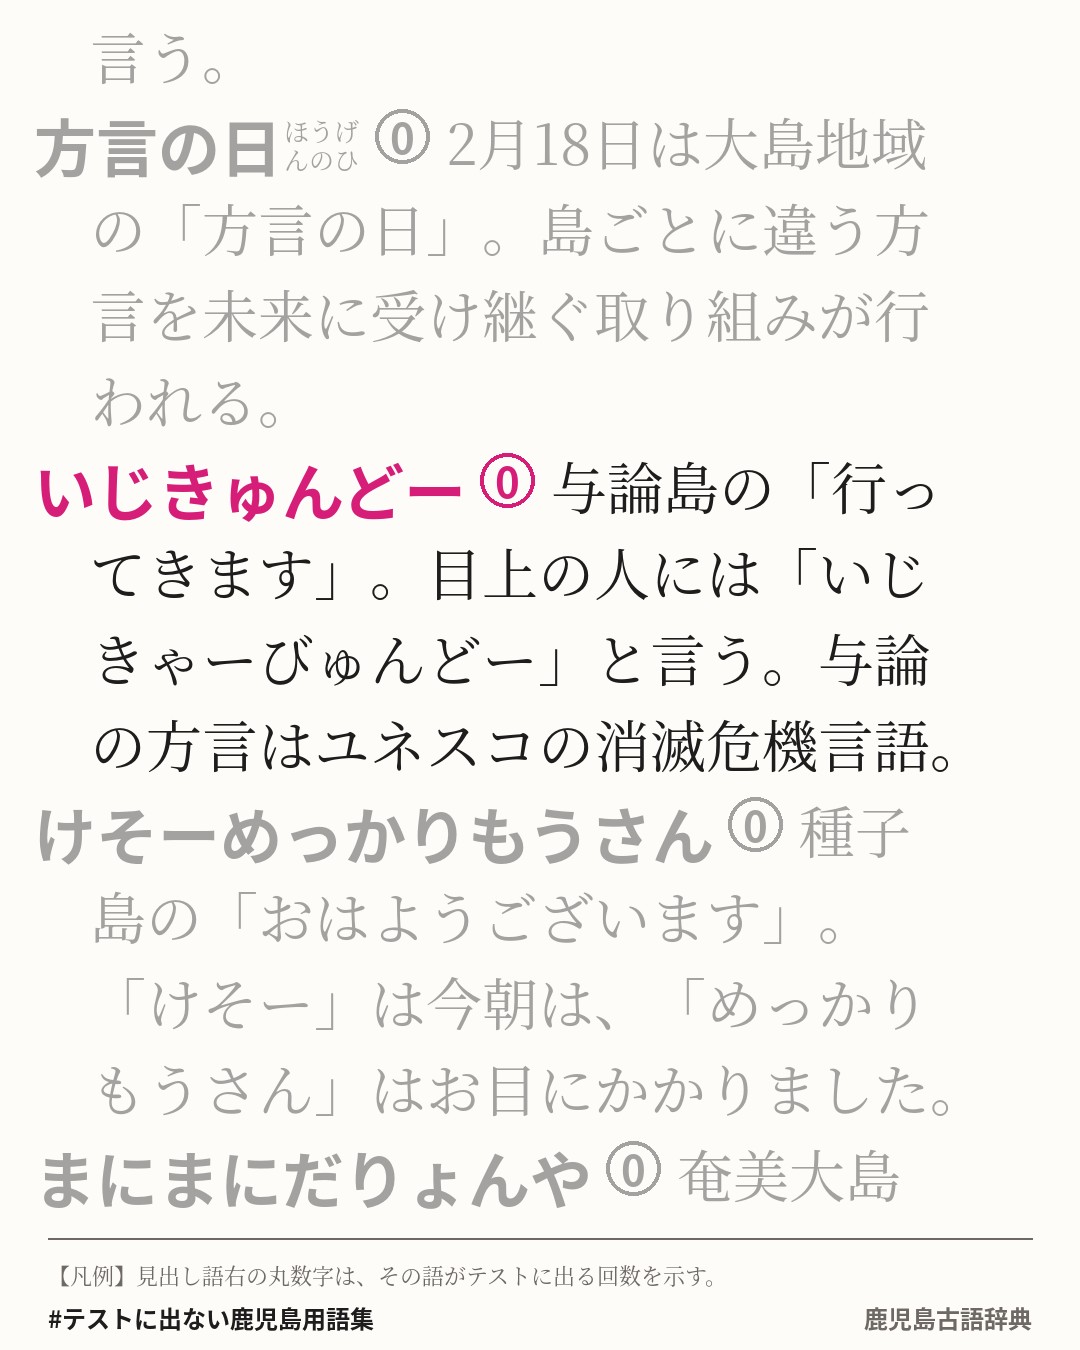 言う。
方言の日 ほうげんのひ ⓪ 2月18日は大島地域
の「方言の日」。島ごとに違う方
言を未来に受け継ぐ取り組みが行
われる。
いじきゅんどー ⓪ 与論島の「行っ
てきます」。目上の人には「いじ
きゃーびゅんどー」と言う。与論
の方言はユネスコの消滅危機言語。
けそーめっかりもうさん ⓪ 種子
島の「おはようございます」。
「けそー」は今朝は、「めっかり
もうさん」はお目にかかりました。
まにまにだりょんや ⓪ 奄美大島
【凡例】見出し語右の丸数字は、その語がテストに出る回数を示す。
#テストに出ない鹿児島用語集
鹿児島古語辞典